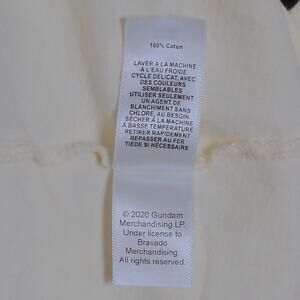 100% Coton
LAVER A LA MACHINE
À L'EAU FROIDE
CYCLE DÉLICAT, AVEC
DES COULEURS
SEMBLABLES
UTILISER SEULEMENT
UN AGENT DE
BLANCHIMENT SANS
CLORE, AU BESOIN
SÉCHER À LA MACHINE
À BASSE TEMPÉRATURE
RETIRER RAPIDEMENT
REPASSER AU FER
TIEDE SI NÉCESSAIRE
© 2020 Gundam
Merchandising LP.
Under license to
Bravado
Merchandising.
All rights reserved.